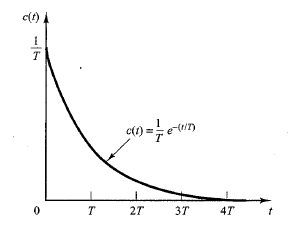 c(t)
1/T
c(t) = 1/T e^{-(t/T)}
0 T 2T 3T 4T t